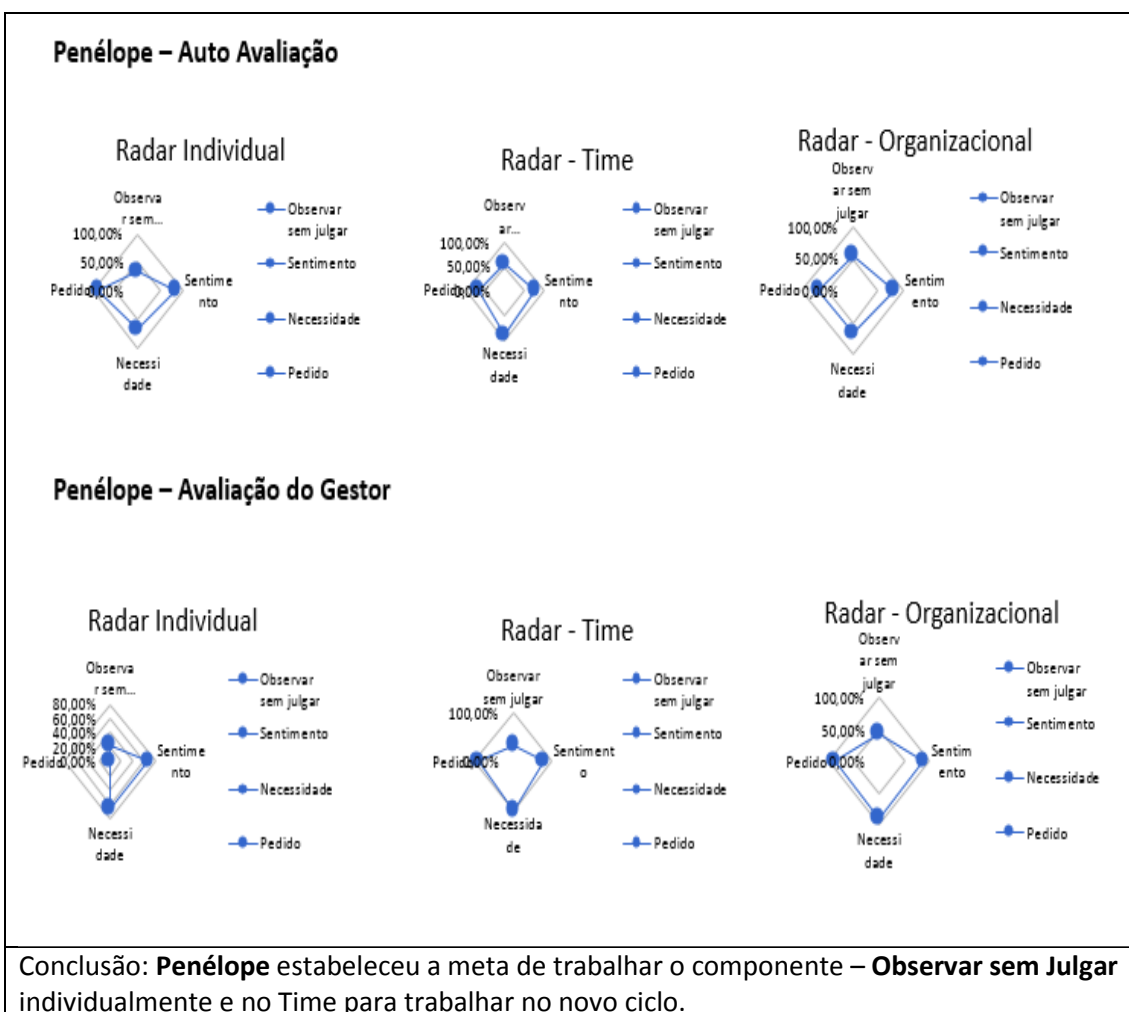 Penélope – Auto Avaliação
Radar Individual
Observa
r sem...
100,00%
50,00%
0,00%
Pedido
Sentime
nto
Necessi
dade
Observar
sem julgar
Sentimento
Necessidade
Pedido
Radar - Time
Observ
ar...
100,00%
50,00%
0,00%
Pedido
Sentime
nto
Necessi
dade
Observar
sem julgar
Sentimento
Necessidade
Pedido
Radar - Organizacional
Observ
ar sem
julgar
100,00%
50,00%
0,00%
Pedido
Sentim
ento
Necessi
dade
Observar
sem julgar
Sentimento
Necessidade
Pedido
Penélope – Avaliação do Gestor
Radar Individual
Observa
r sem...
80,00%
60,00%
40,00%
20,00%
0,00%
Pedido
Sentime
nto
Necessi
dade
Observar
sem julgar
Sentimento
Necessidade
Pedido
Radar - Time
Observar
sem julgar
100,00%
0,00%
Pedido
Sentiment
o
Necessida
de
Observar
sem julgar
Sentimento
Necessidade
Pedido
Radar - Organizacional
Observ
ar sem
julgar
100,00%
50,00%
0,00%
Pedido
Sentim
ento
Necessi
dade
Observar
sem julgar
Sentimento
Necessidade
Pedido
Conclusão: Penélope estabeleceu a meta de trabalhar o componente – Observar sem Julgar
individualmente e no Time para trabalhar no novo ciclo.